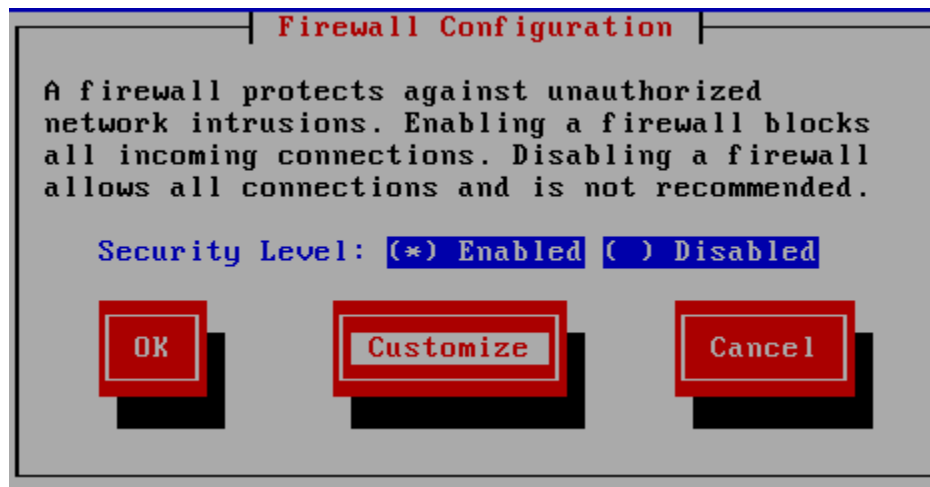 Firewall Configuration
A firewall protects against unauthorized
network intrusions. Enabling a firewall blocks
all incoming connections. Disabling a firewall
allows all connections and is not recommended.
Security Level: (*) Enabled ( ) Disabled
OK Customize Cancel